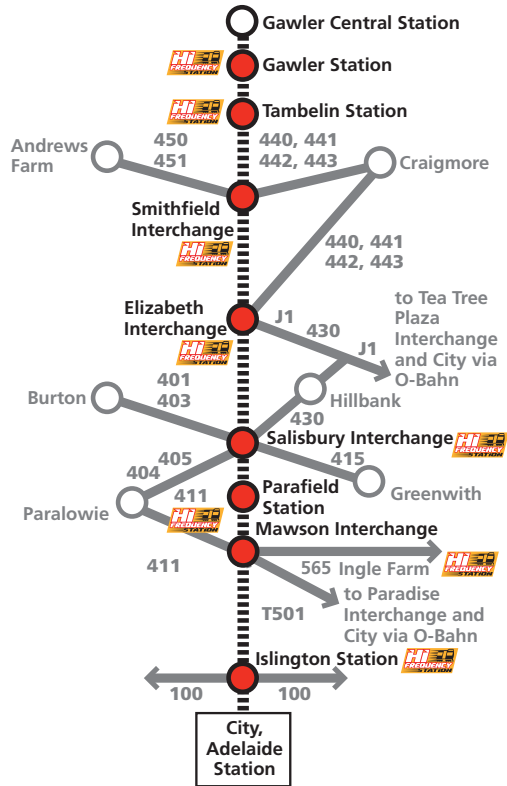 Gawler Central Station
Hi
FREQUENCY
STATION
Gawler Station
Hi
FREQUENCY
STATION
Tambelin Station
Andrews
Farm
450
451
440, 441
442, 443
Craigmore
Smithfield
Interchange
Hi
FREQUENCY
STATION
440, 441
442, 443
Elizabeth
Interchange
Hi
FREQUENCY
STATION
J1
430
J1
to Tea Tree
Plaza
Interchange
and City via
O-Bahn
Burton
401
403
Hillbank
430
Salisbury Interchange
Hi
FREQUENCY
STATION
405
404
411
415
Greenwith
Paralowie
Hi
FREQUENCY
STATION
Parafield
Station
Mawson Interchange
411
565 Ingle Farm
Hi
FREQUENCY
STATION
T501
to Paradise
Interchange and
City via O-Bahn
Islington Station
Hi
FREQUENCY
STATION
100
100
City,
Adelaide
Station